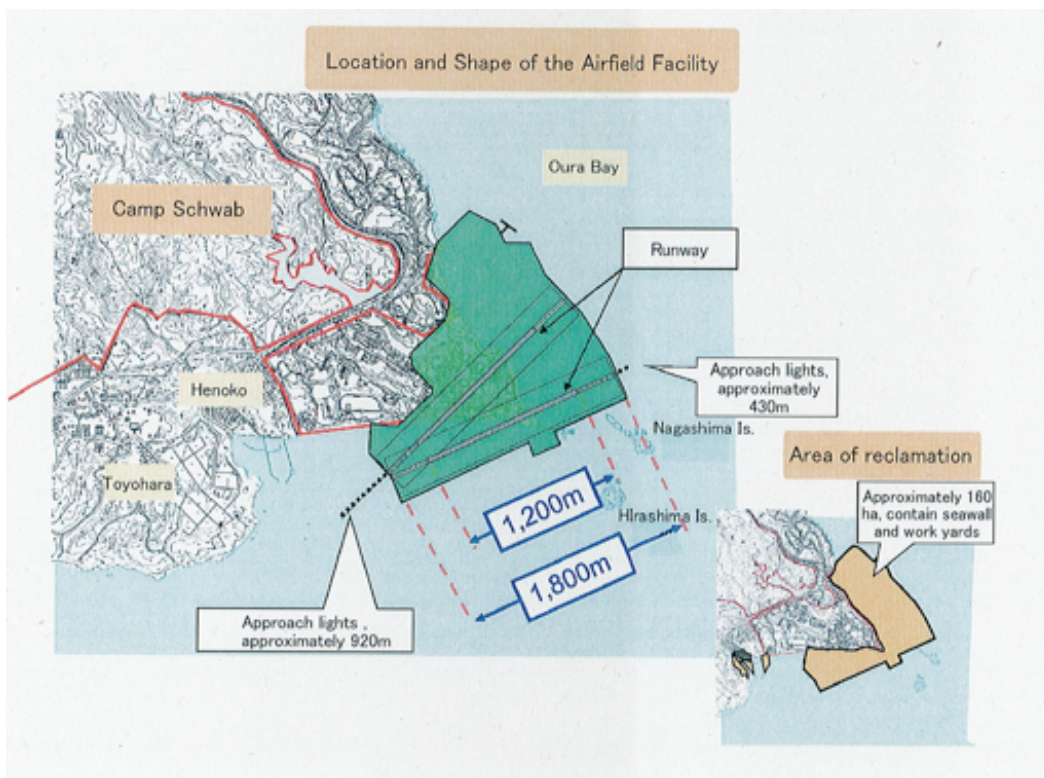 Location and Shape of the Airfield Facility
Oura Bay
Camp Schwab
Runway
Approach lights,
approximately
430m
Henoko
Nagashima Is.
Area of reclamation
Toyohara
Approximately 160
ha, contain seawall
and work yards
1,200m
HIrashima Is.
1,800m
Approach lights ,
approximately 920m